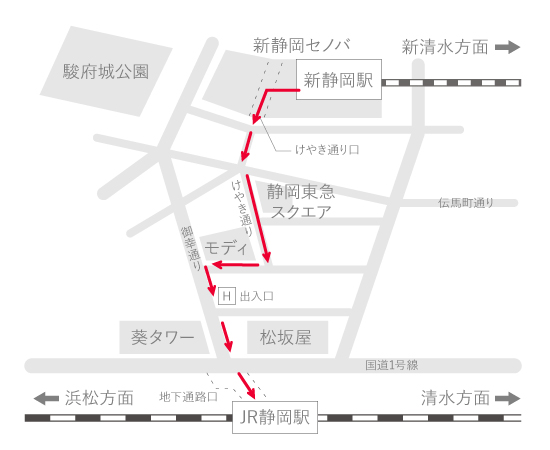 新静岡セノバ
新清水方面
駿府城公園
新静岡駅
けやき通り口
静岡東急
スクエア
けやき通り
伝馬町通り
御幸通り
モディ
H
出入口
葵タワー
松坂屋
国道1号線
浜松方面
地下通路口
清水方面
JR静岡駅